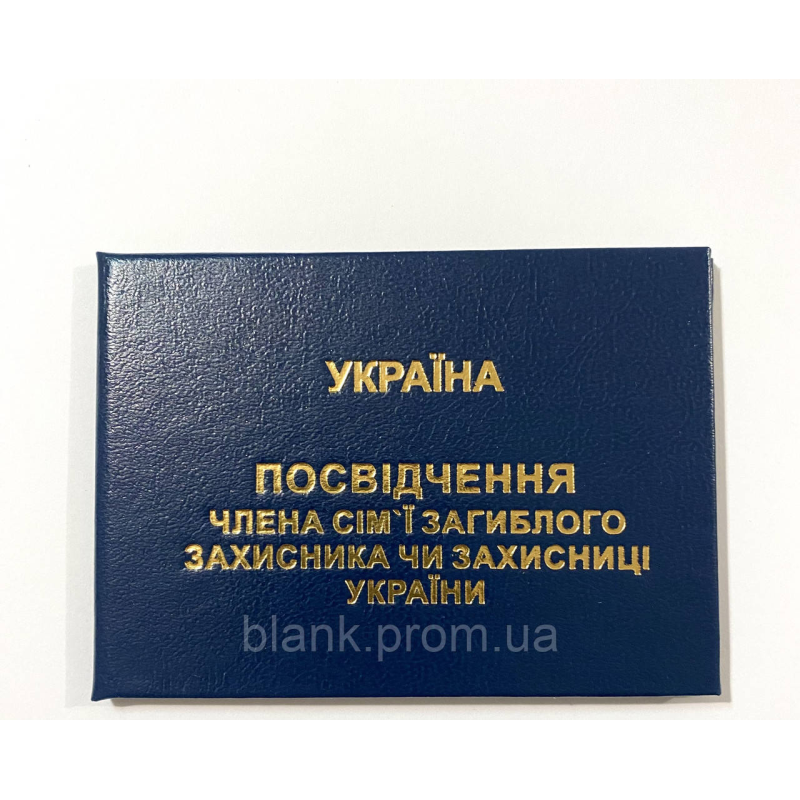 УКРАЇНА
ПОСВІДЧЕННЯ
ЧЛЕНА СІМ`Ї ЗАГИБЛОГО
ЗАХИСНИКА ЧИ ЗАХИСНИЦІ
УКРАЇНИ
blank.prom.ua